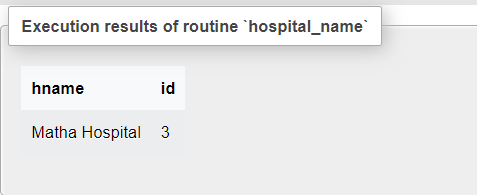 Execution results of routine `hospital_name`
hname id
Matha Hospital 3